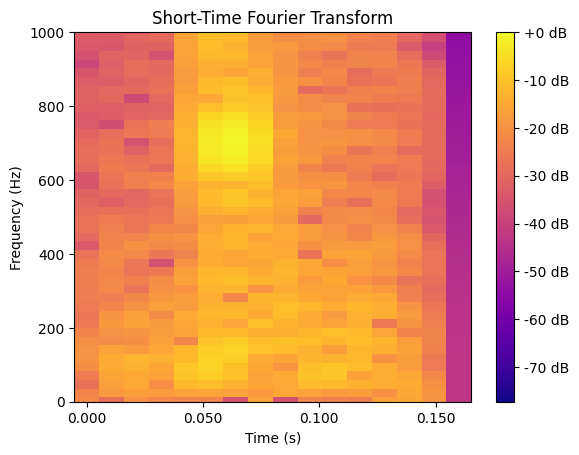 Short-Time Fourier Transform
1000
800
600
400
200
0
Frequency (Hz)
0.000
0.050
0.100
0.150
Time (s)
+0 dB
-10 dB
-20 dB
-30 dB
-40 dB
-50 dB
-60 dB
-70 dB